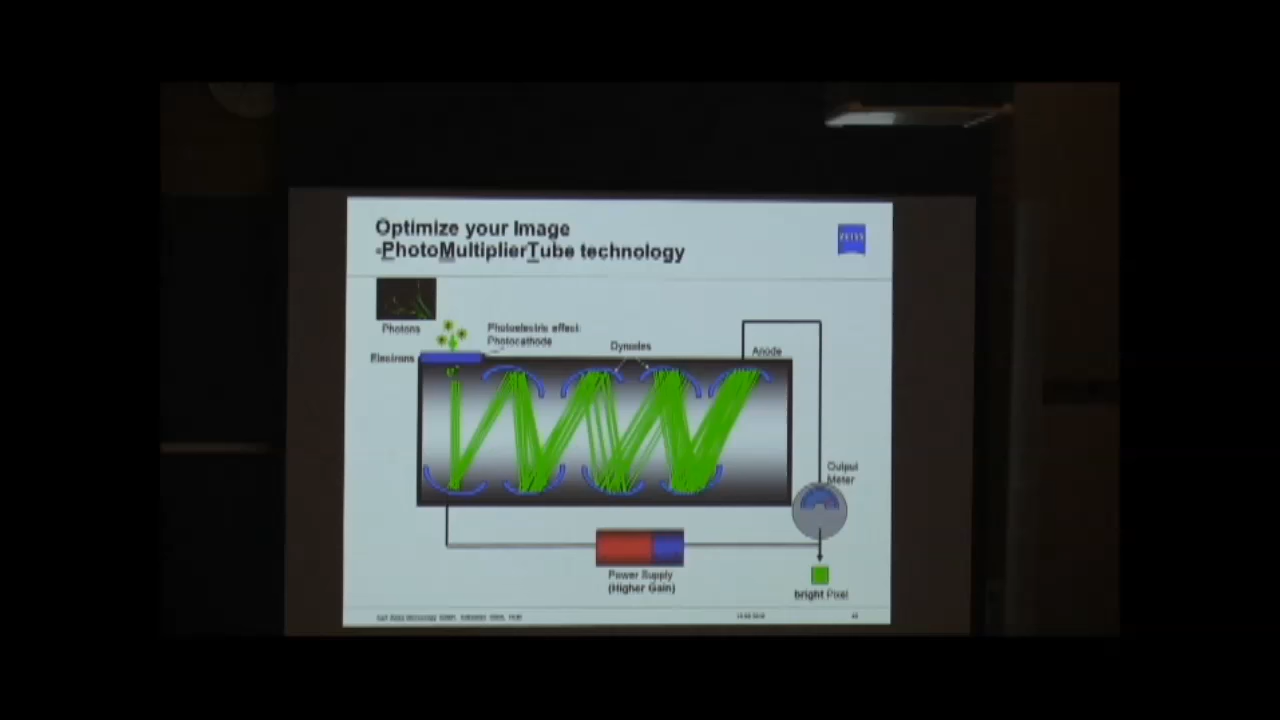 Optimize your Image
-PhotoMultiplierTube technology
ZEISS
Photons
Photoelectric effect:
Photocathode
Electrons
Dynodes
Anode
Output
Meter
Power Supply
(Higher Gain)
bright Pixel